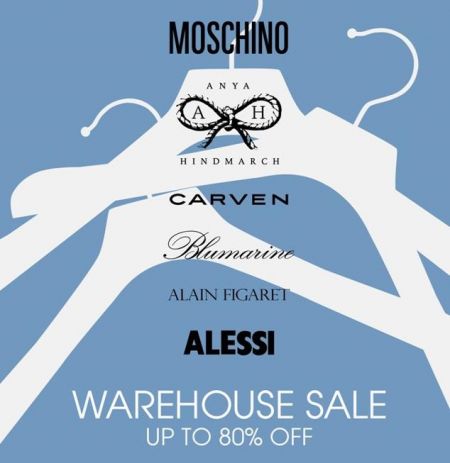 MOSCHINO
ANYA
A H
HINDMARCH
CARVEN
Blumarine
ALAIN FIGARET
ALESSI
WAREHOUSE SALE
UP TO 80% OFF